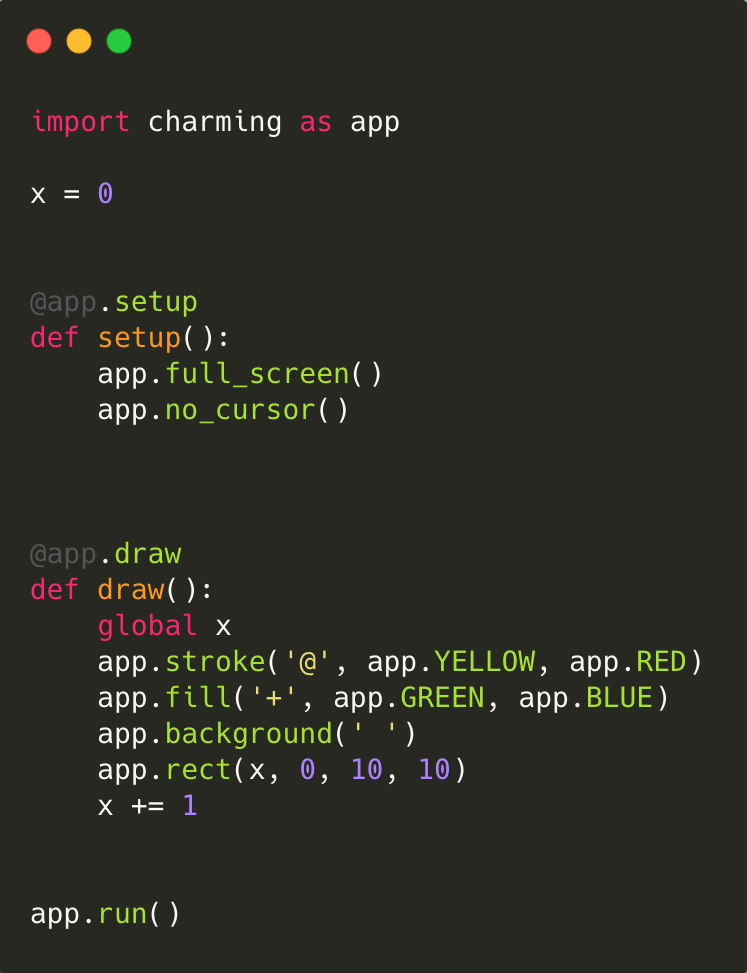 import charming as app
x = 0
@app.setup
def setup():
    app.full_screen()
    app.no_cursor()
@app.draw
def draw():
    global x
    app.stroke('@', app.YELLOW, app.RED)
    app.fill('+', app.GREEN, app.BLUE)
    app.background(' ')
    app.rect(x, 0, 10, 10)
    x += 1
app.run()